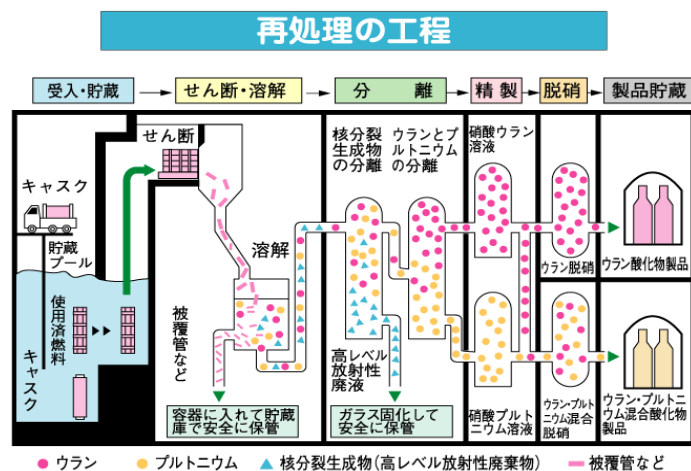 再処理の工程
受入・貯蔵
せん断・溶解
分離
精製
脱硝
製品貯蔵
せん断
キャスク
貯蔵
プール
使用済燃料
キャスク
溶解
被覆管など
容器に入れて貯蔵
庫で安全に保管
核分裂
生成物
の分離
ウランとプ
ルトニウム
の分離
高レベル
放射性
廃液
ガラス固化して
安全に保管
硝酸ウラン
溶液
硝酸プルト
ニウム溶液
ウラン脱硝
ウラン・プルト
ニウム混合
脱硝
ウラン酸化物製品
ウラン・プルトニ
ウム混合酸化物
製品
ウラン
プルトニウム
核分裂生成物(高レベル放射性廃棄物)
被覆管など